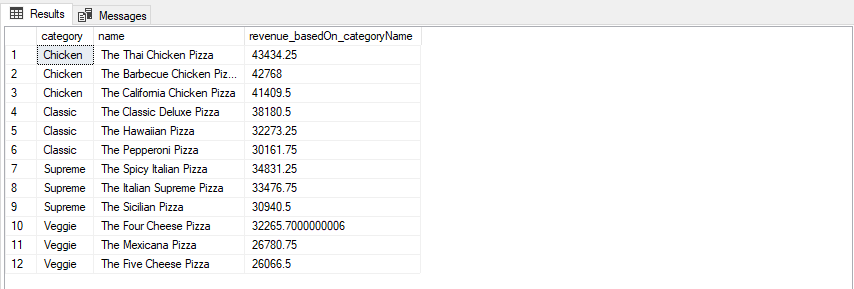 Results Messages
category name revenue_basedOn_categoryName
1 Chicken The Thai Chicken Pizza 43434.25
2 Chicken The Barbecue Chicken Piz... 42768
3 Chicken The California Chicken Pizza 41409.5
4 Classic The Classic Deluxe Pizza 38180.5
5 Classic The Hawaiian Pizza 32273.25
6 Classic The Pepperoni Pizza 30161.75
7 Supreme The Spicy Italian Pizza 34831.25
8 Supreme The Italian Supreme Pizza 33476.75
9 Supreme The Sicilian Pizza 30940.5
10 Veggie The Four Cheese Pizza 32265.7000000006
11 Veggie The Mexicana Pizza 26780.75
12 Veggie The Five Cheese Pizza 26066.5